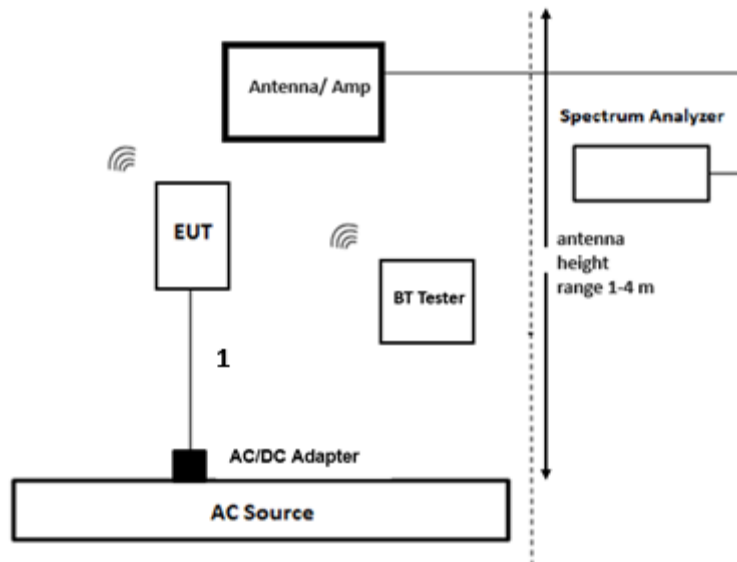 Antenna/ Amp
Spectrum Analyzer
EUT
antenna
height
range 1-4 m
BT Tester
1
AC/DC Adapter
AC Source